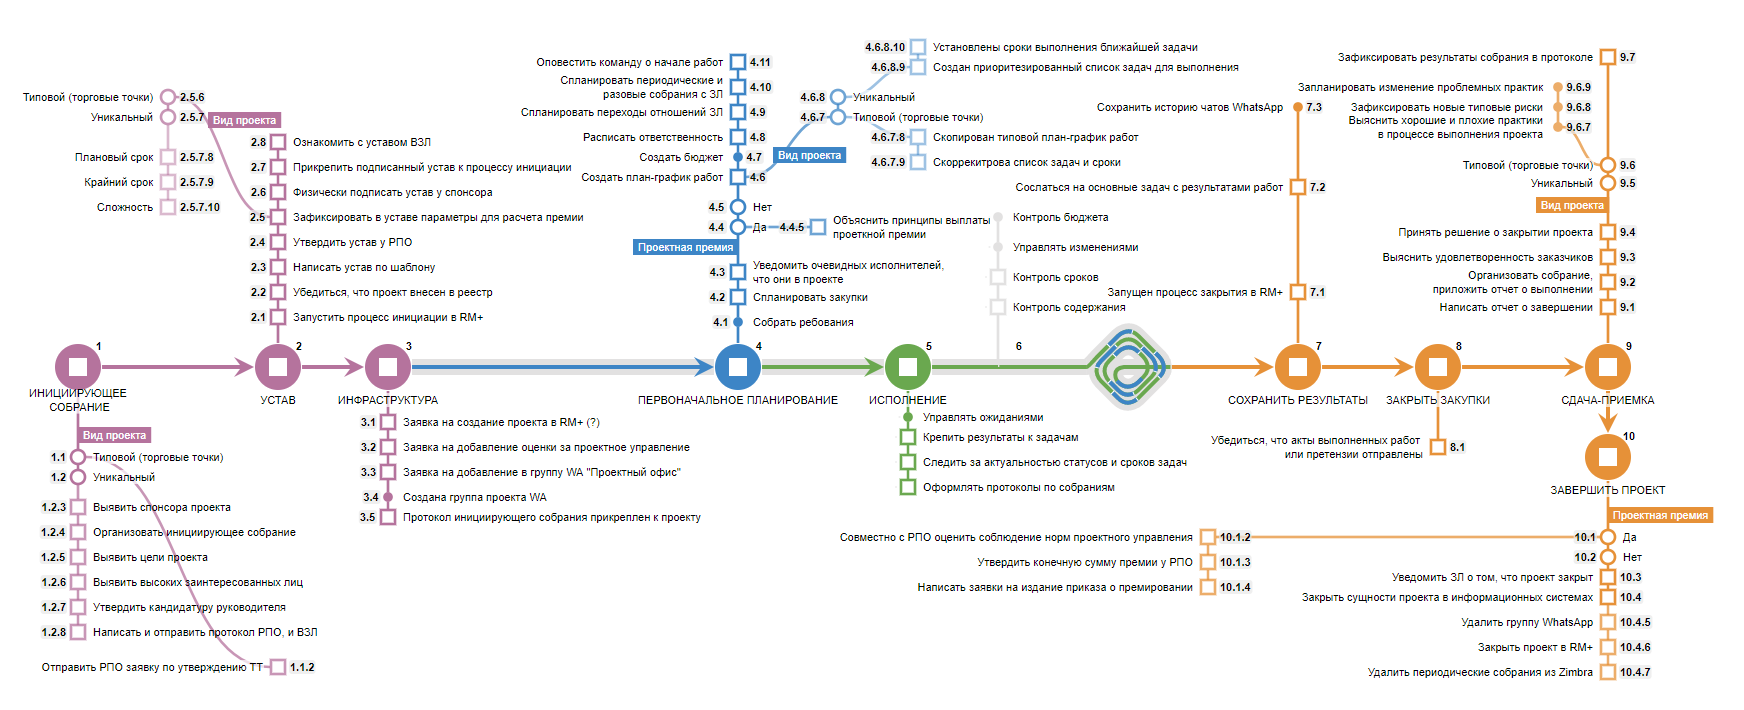 Типовой (торговые точки) 2.5.6
Уникальный 2.5.7
Вид проекта
Плановый срок 2.5.7.8
Крайний срок 2.5.7.9
Сложность 2.5.7.10
2.8 Ознакомить с уставом ВЗЛ
2.7 Прикрепить подписанный устав к процессу инициации
2.6 Физически подписать устав у спонсора
2.5 Зафиксировать в уставе параметры для расчета премии
2.4 Утвердить устав у РПО
2.3 Написать устав по шаблону
2.2 Убедиться, что проект внесен в реестр
2.1 Запустить процесс инициации в RM+
1
ИНИЦИИРУЮЩЕЕ
СОБРАНИЕ
Вид проекта
1.1 Типовой (торговые точки)
1.2 Уникальный
1.2.3 Выявить спонсора проекта
1.2.4 Организовать инициирующее собрание
1.2.5 Выявить цели проекта
1.2.6 Выявить высоких заинтересованных лиц
1.2.7 Утвердить кандидатуру руководителя
1.2.8 Написать и отправить протокол РПО, и ВЗЛ
Отправить РПО заявку по утверждению ТТ 1.1.2
2
УСТАВ
3
ИНФРАСТРУКТУРА
3.1 Заявка на создание проекта в RM+ (?)
3.2 Заявка на добавление оценки за проектное управление
3.3 Заявка на добавление в группу WA "Проектный офис"
3.4 Создана группа проекта WA
3.5 Протокол инициирующего собрания прикреплен к проекту
Оповестить команду о начале работ 4.11
Спланировать периодические и
разовые собрания с ЗЛ 4.10
Спланировать переходы отношений ЗЛ 4.9
Расписать ответственность 4.8
Создать бюджет 4.7
Создать план-график работ 4.6
Вид проекта
4.6.8 Уникальный
4.6.7 Типовой (торговые точки)
4.6.8.10 Установлены сроки выполнения ближайшей задачи
4.6.8.9 Создан приоритезированный список задач для выполнения
4.6.7.8 Скопирован типовой план-график работ
4.6.7.9 Скоррекитрова список задач и сроки
4.5 Нет
4.4 Да 4.4.5 Объяснить принципы выплаты
проеткной премии
Проектная премия
4.3 Уведомить очевидных исполнителей,
что они в проекте
4.2 Спланировать закупки
4.1 Собрать ребования
4
ПЕРВОНАЧАЛЬНОЕ ПЛАНИРОВАНИЕ
5
ИСПОЛНЕНИЕ
Управлять ожиданиями
Крепить результаты к задачам
Следить за актуальностью статусов и сроков задач
Оформлять протоколы по собраниям
Контроль бюджета
Управлять изменениями
Контроль сроков
Контроль содержания
6
Сохранить историю чатов WhatsApp 7.3
Сослаться на основные задач с результатами работ 7.2
Запущен процесс закрытия в RM+ 7.1
7
СОХРАНИТЬ РЕЗУЛЬТАТЫ
8
ЗАКРЫТЬ ЗАКУПКИ
Убедиться, что акты выполненных работ
или претензии отправлены 8.1
Зафиксировать результаты собрания в протоколе 9.7
Запланировать изменение проблемных практик 9.6.9
Зафиксировать новые типовые риски 9.6.8
Выяснить хорошие и плохие практики
в процессе выполнения проекта 9.6.7
Типовой (торговые точки) 9.6
Уникальный 9.5
Вид проекта
Принять решение о закрытии проекта 9.4
Выяснить удовлетворенность заказчиков 9.3
Организовать собрание,
приложить отчет о выполнении 9.2
Написать отчет о завершении 9.1
9
СДАЧА-ПРИЕМКА
10
ЗАВЕРШИТЬ ПРОЕКТ
Проектная премия
10.1 Да
10.2 Нет
Совместно с РПО оценить соблюдение норм проектного управления 10.1.2
Утвердить конечную сумму премии у РПО 10.1.3
Написать заявки на издание приказа о премировании 10.1.4
Уведомить ЗЛ о том, что проект закрыт 10.3
Закрыть сущности проекта в информационных системах 10.4
Удалить группу WhatsApp 10.4.5
Закрыть проект в RM+ 10.4.6
Удалить периодические собрания из Zimbra 10.4.7